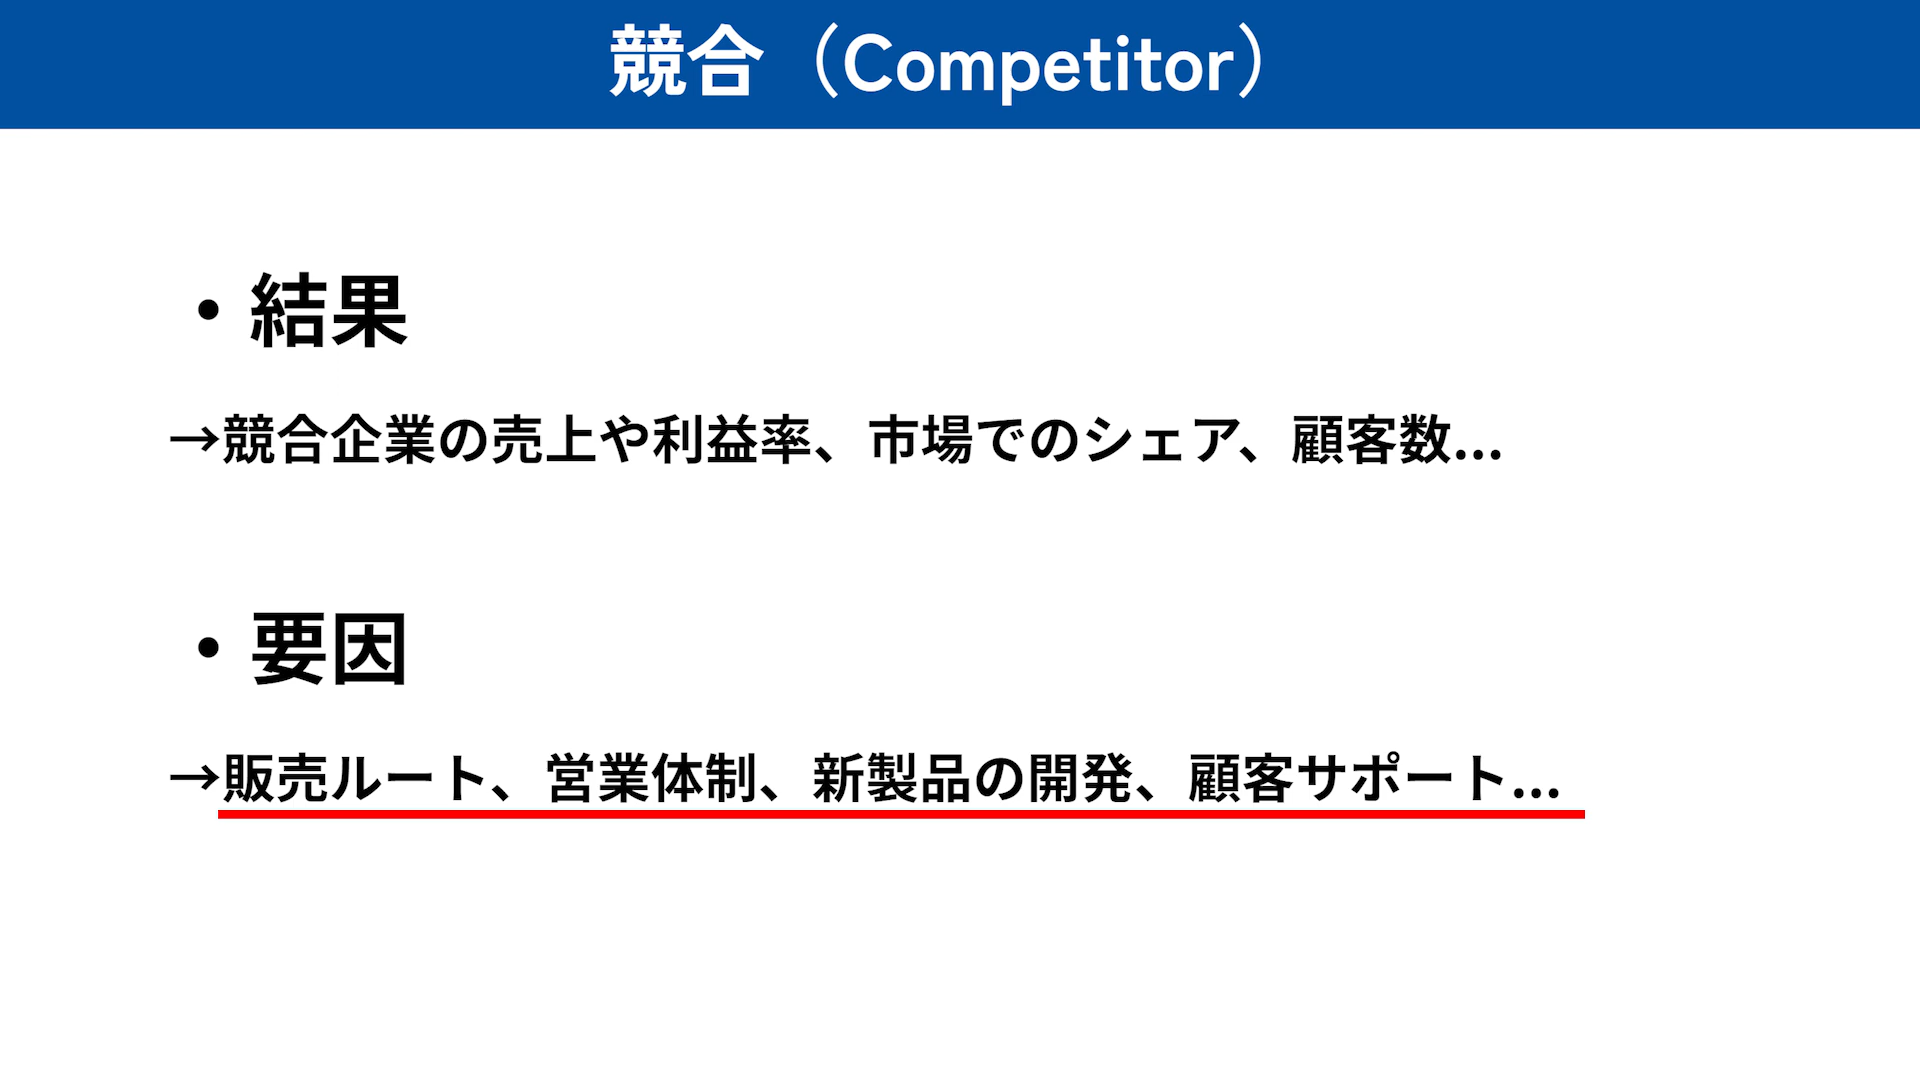 競合（Competitor）
・結果
→競合企業の売上や利益率、市場でのシェア、顧客数...
・要因
→販売ルート、営業体制、新製品の開発、顧客サポート...